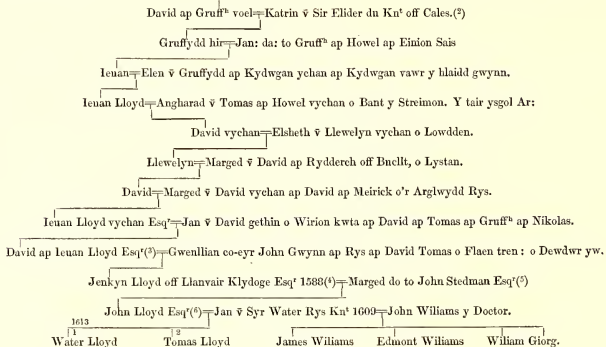 David ap Gruffʰ voel=Katrin ṽ Sir Elider du Knᵗ off Cales.(²)
Gruffydd hir=Jan: da: to Gruffʰ ap Howel ap Einion Sais
Ieuan=Elen ṽ Gruffydd ap Kydwgan ychan ap Kydwgan vawr y blaidd gwynn.
Ieuan Lloyd=Angharad ṽ Tomas ap Howel vychan o Bant y Streimon. Y tair ysgol Ar:
David vychan=Elsbeth ṽ Llewelyn vychan o Lowdden.
Llewelyn=Marged ṽ David ap Rydderch off Buellt, o Lystan.
David=Marged ṽ David vychan ap David ap Meirick o'r Arglwydd Rys.
Ieuan Lloyd vychan Esqʳ=Jan ṽ David gethin o Wirion kwta ap David ap Tomas ap Gruffʰ ap Nikolas.
David ap Ieuan Lloyd Esqʳ(³)=Gwenllian co-eyr John Gwynn ap Rys ap David Tomas o Flaen tren: o Dewdwr yw.
Jenkyn Lloyd off Llanvair Klydoge Esqʳ 1588(⁴)=Marged do to John Stedman Esqʳ(⁵)
John Lloyd Esqʳ(⁶)=Jan ṽ Syr Water Rys Knᵗ 1609=John Wiliams y Doctor.
1613
1 2
Water Lloyd Tomas Lloyd James Wiliams Edmont Wiliams Wiliam Giorg.